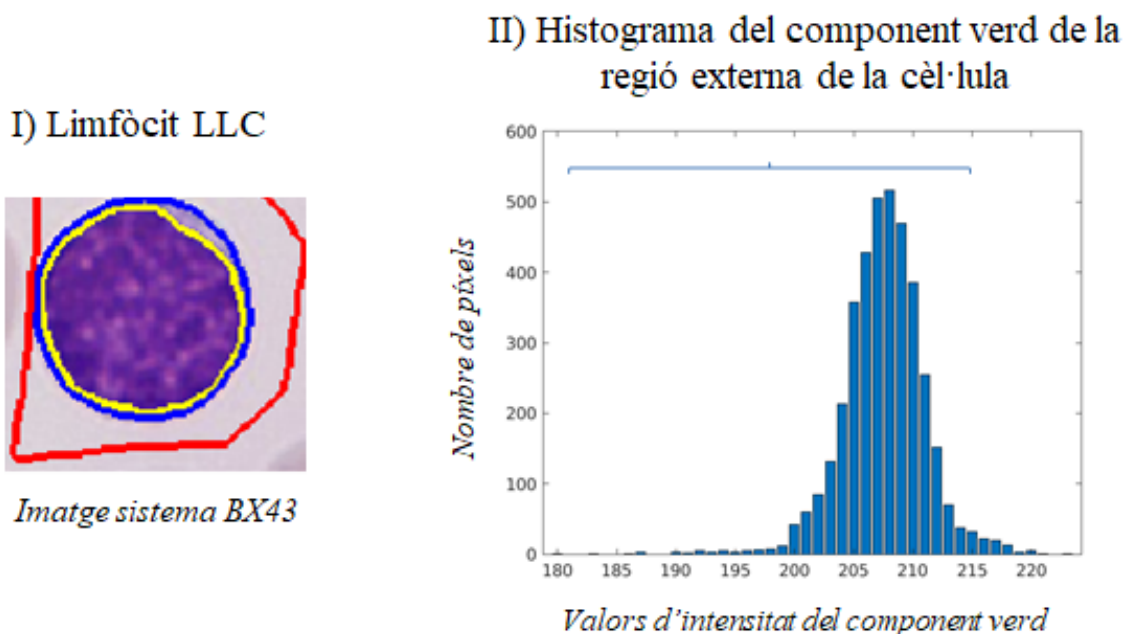 II) Histograma del component verd de la
regió externa de la cèl·lula
I) Limfòcit LLC
Imatge sistema BX43
Nombre de píxels
600
500
400
300
200
100
0
180 185 190 195 200 205 210 215 220
Valors d'intensitat del component verd